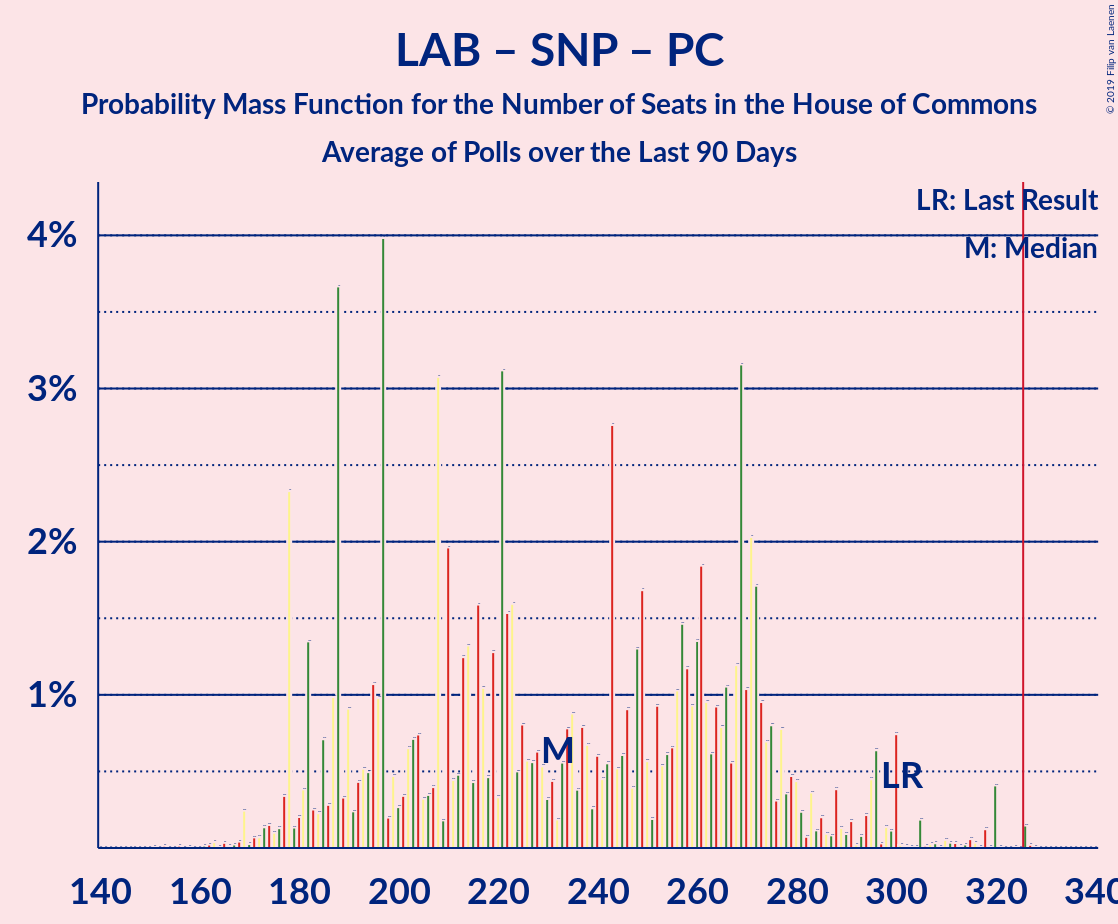 LAB – SNP – PC
Probability Mass Function for the Number of Seats in the House of Commons
Average of Polls over the Last 90 Days
© 2019 Filip van Laenen
LR: Last Result
M: Median
4%
3%
2%
1%
M
LR
140 160 180 200 220 240 260 280 300 320 340